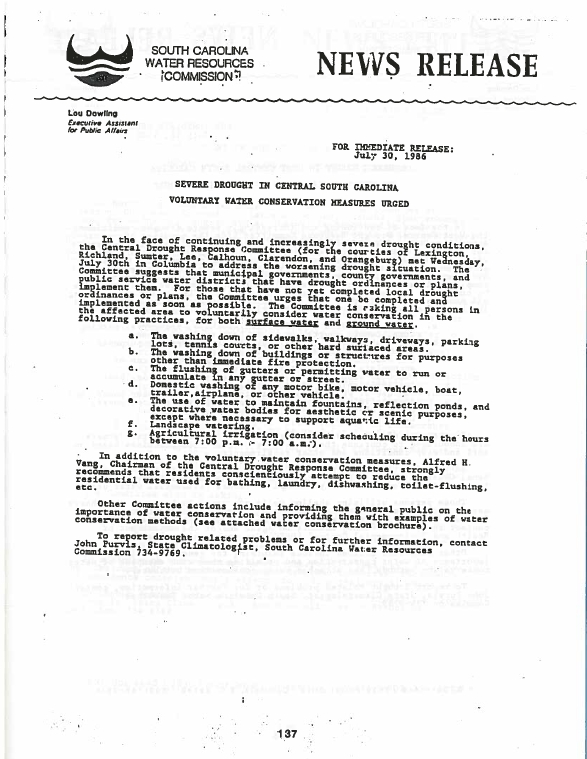 SOUTH CAROLINA
WATER RESOURCES
COMMISSION
NEWS RELEASE
Lou Dowling
Executive Assistant
for Public Affairs
FOR IMMEDIATE RELEASE:
July 30, 1986
SEVERE DROUGHT IN CENTRAL SOUTH CAROLINA
VOLUNTARY WATER CONSERVATION MEASURES URGED
In the face of continuing and increasingly severe drought conditions,
the Central Drought Response Committee (for the counties of Lexington,
Richland, Sumter, Lee, Calhoun, Clarendon, and Orangeburg) met Wednesday,
July 30th in Columbia to address the worsening drought situation. The
Committee suggests that municipal governments, county governments, and
public service water districts that have drought ordinances or plans,
implement them. For those that have not yet completed local drought
ordinances or plans, the Committee urges that one be completed and
implemented as soon as possible. The Committee is asking all persons in
the affected area to voluntarily consider water conservation in the
following practices, for both surface water and ground water.
a. The washing down of sidewalks, walkways, driveways, parking
lots, tennis courts, or other hard surfaced areas.
b. The washing down of buildings or structures for purposes
other than immediate fire protection.
c. The flushing of gutters or permitting water to run or
accumulate in any gutter or street.
d. Domestic washing of any motor bike, motor vehicle, boat,
trailer, airplane, or other vehicle.
e. The use of water to maintain fountains, reflection ponds, and
decorative water bodies for aesthetic or scenic purposes,
except where necessary to support aquatic life.
f. Landscape watering.
g. Agricultural irrigation (consider scheduling during the hours
between 7:00 p.m. - 7:00 a.m.).
In addition to the voluntary water conservation measures, Alfred H.
Vang, Chairman of the Central Drought Response Committee, strongly
recommends that residents conscientiously attempt to reduce the
residential water used for bathing, laundry, dishwashing, toilet-flushing,
etc.
Other Committee actions include informing the general public on the
importance of water conservation and providing them with examples of water
conservation methods (see attached water conservation brochure).
To report drought related problems or for further information, contact
John Purvis, State Climatologist, South Carolina Water Resources
Commission 734-9769.
137